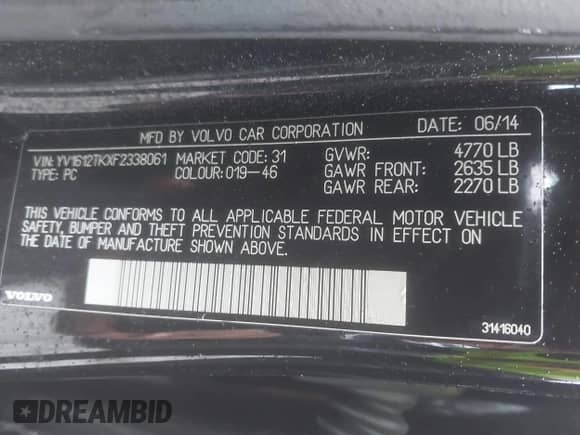 MFD BY VOLVO CAR CORPORATION DATE: 06/14
VIN: YV1612TKXF2338061 MARKET CODE: 31 GVWR: 4770 LB
TYPE: PC COLOUR: 019-46 GAWR FRONT: 2635 LB
GAWR REAR: 2270 LB
THIS VEHICLE CONFORMS TO ALL APPLICABLE FEDERAL MOTOR VEHICLE
SAFETY, BUMPER AND THEFT PREVENTION STANDARDS IN EFFECT ON
THE DATE OF MANUFACTURE SHOWN ABOVE.
VOLVO 31416040
DREAMBID